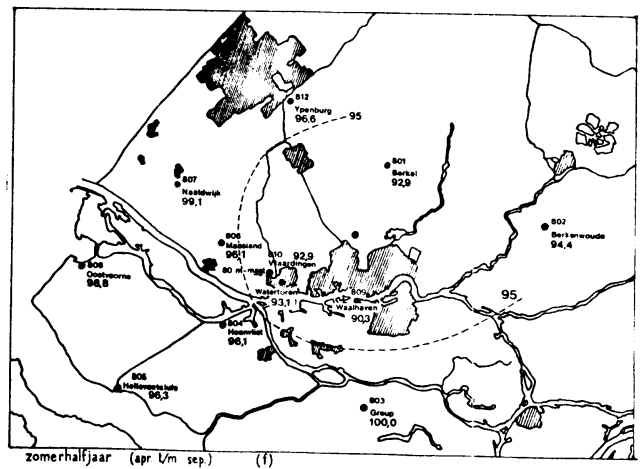 812
Ypenburg
96,6
95
801
Berkel
92,9
807
Naaldwijk
99,1
802
Berkenwoude
94,4
806
Maasland
96,1
810
92,9
Vlaardingen
80 m-mast
808
Oostvoorne
98,8
Watertoren
93,1
809
Waalhaven
90,3
95
804
Heenvliet
96,1
805
Hellevoetsluis
96,3
803
Group
100,0
zomerhalfjaar (apr. t/m sep.) (f)